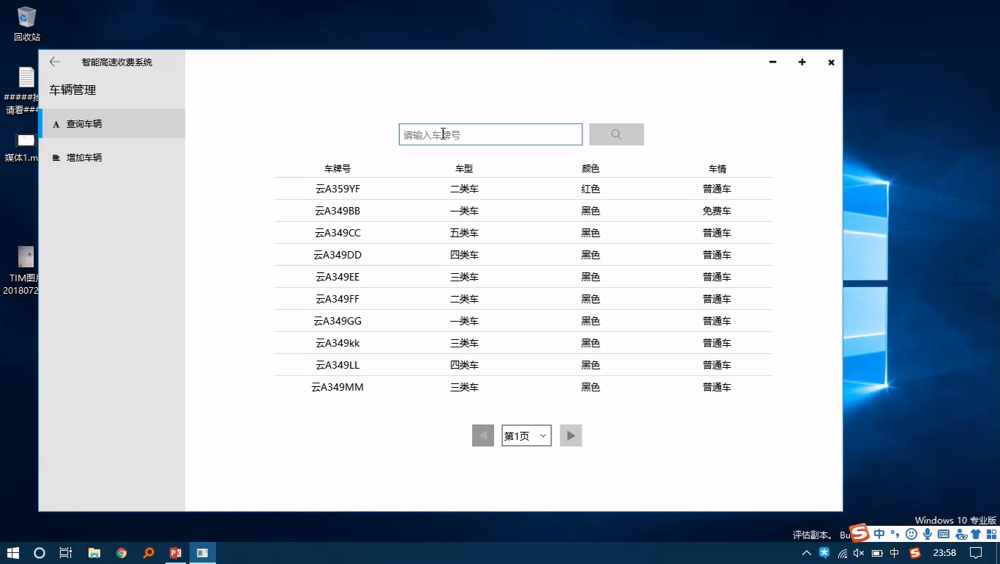 回收站
#####抢
请看###
媒体1.m
TIM图片
2018072
智能高速收费系统
车辆管理
A 查询车辆
增加车辆
请输入车牌号
车牌号 车型 颜色 车情
云A359YF 二类车 红色 普通车
云A349BB 一类车 黑色 免费车
云A349CC 五类车 黑色 普通车
云A349DD 四类车 黑色 普通车
云A349EE 三类车 黑色 普通车
云A349FF 二类车 黑色 普通车
云A349GG 一类车 黑色 普通车
云A349kk 三类车 黑色 普通车
云A349LL 四类车 黑色 普通车
云A349MM 三类车 黑色 普通车
第1页
Windows 10 专业版
评估副本。 Bu
S 中
57
中 S 23:58